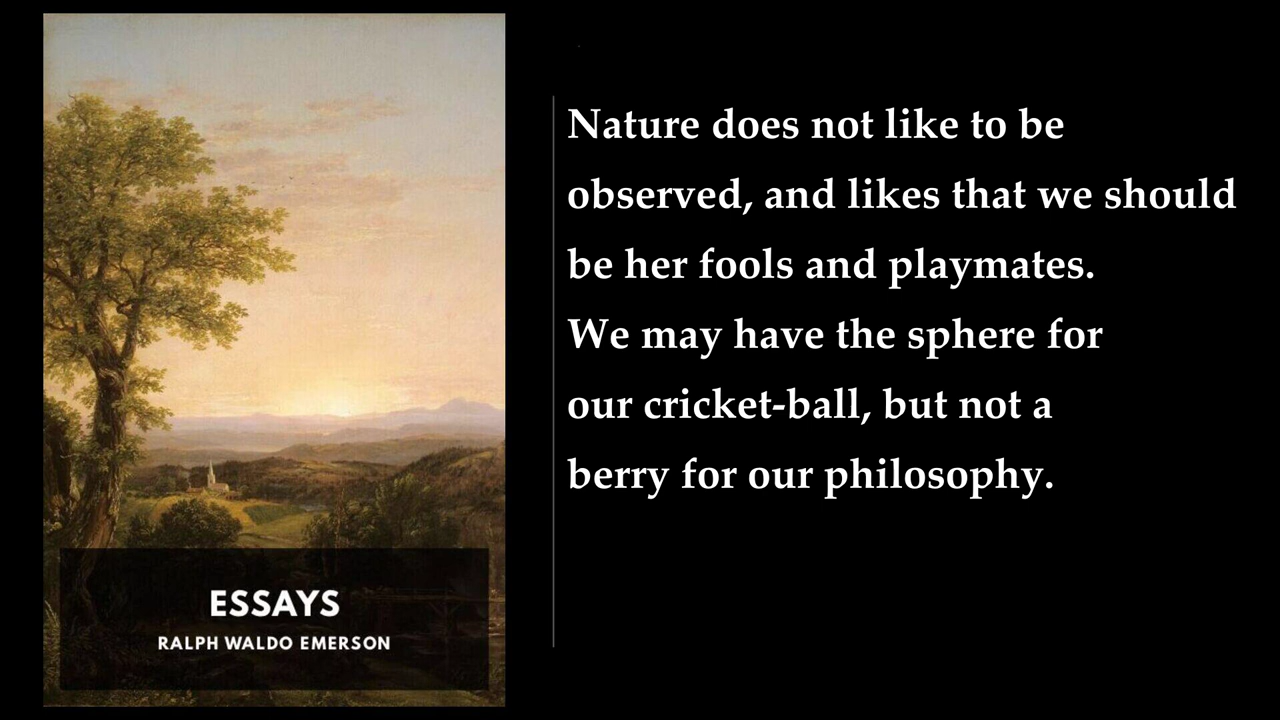 Nature does not like to be
observed, and likes that we should
be her fools and playmates.
We may have the sphere for
our cricket-ball, but not a
berry for our philosophy.
ESSAYS
RALPH WALDO EMERSON